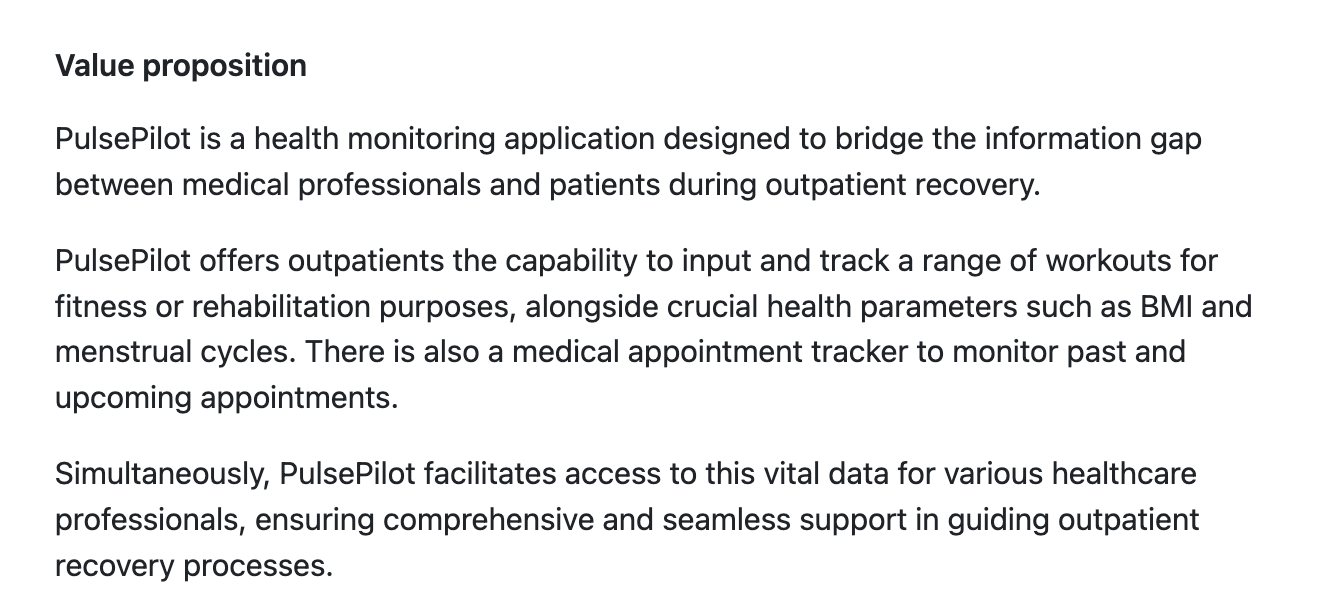 Value proposition
PulsePilot is a health monitoring application designed to bridge the information gap
between medical professionals and patients during outpatient recovery.
PulsePilot offers outpatients the capability to input and track a range of workouts for
fitness or rehabilitation purposes, alongside crucial health parameters such as BMI and
menstrual cycles. There is also a medical appointment tracker to monitor past and
upcoming appointments.
Simultaneously, PulsePilot facilitates access to this vital data for various healthcare
professionals, ensuring comprehensive and seamless support in guiding outpatient
recovery processes.